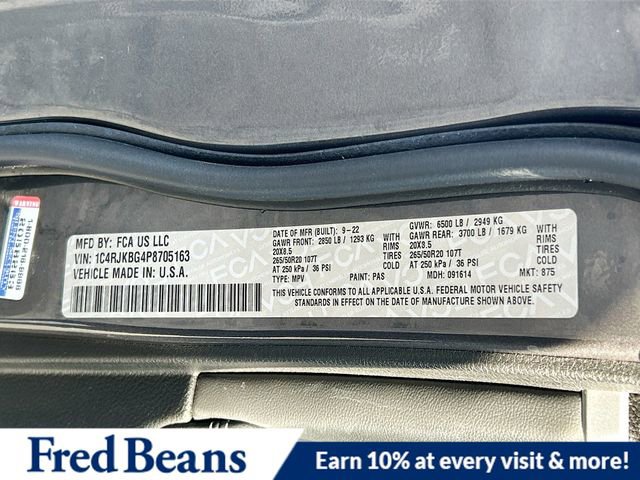 MFD BY: FCA US LLC
VIN: 1C4RJKBG4P8705163
VEHICLE MADE IN U.S.A.
DATE OF MFR (BUILT): 9-22
GAWR FRONT: 2850 LB / 1293 KG WITH
20X8.5 RIMS
265/50R20 107T TIRES
AT 250 kPa / 36 PSI COLD
TYPE: MPV PAINT: PAS
GVWR: 6500 LB / 2949 KG
GAWR REAR: 3700 LB / 1679 KG WITH
20X8.5 RIMS
265/50R20 107T TIRES
AT 250 kPa / 36 PSI COLD
MDH: 091614 MKT: 875
THIS VEHICLE CONFORMS TO ALL APPLICABLE U.S.A. FEDERAL MOTOR VEHICLE SAFETY
STANDARDS IN EFFECT ON THE DATE OF MANUFACTURE SHOWN ABOVE.
Fred Beans
Earn 10% at every visit & more!